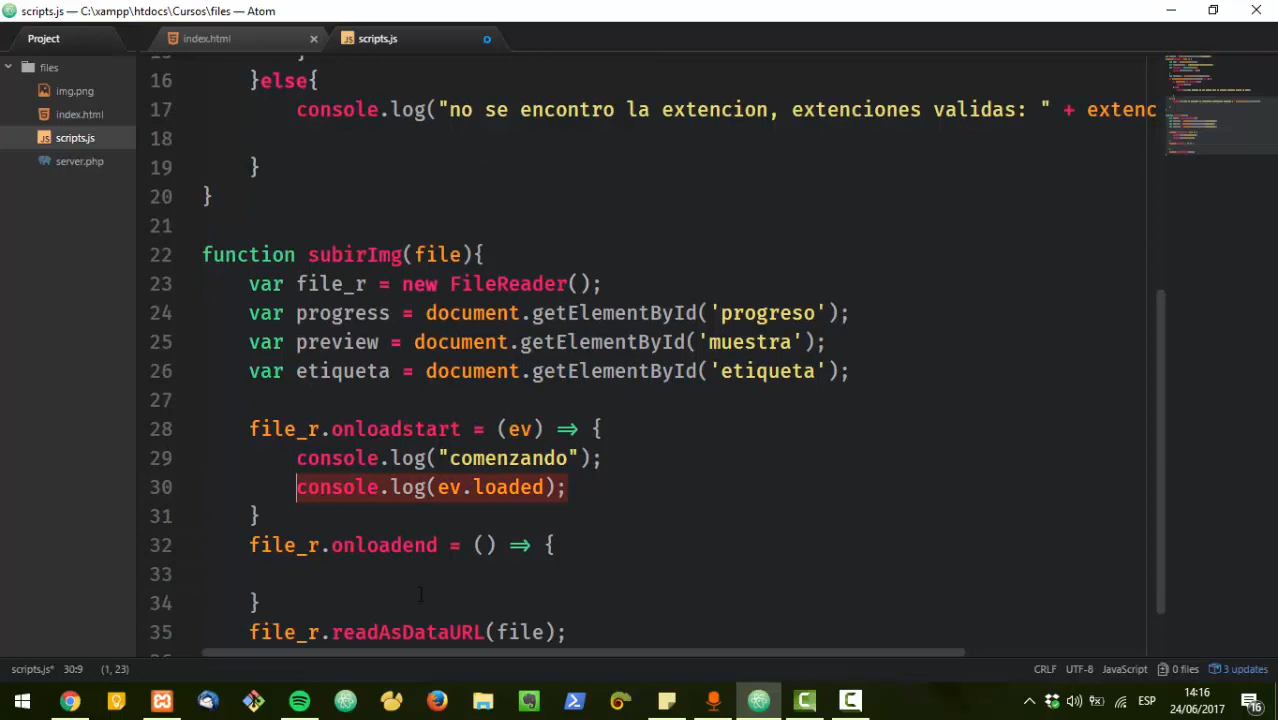 scripts.js — C:\xampp\htdocs\Cursos\files — Atom
Project
index.html
scripts.js
files
img.png
index.html
scripts.js
server.php
16 }else{
17 console.log("no se encontro la extencion, extenciones validas: " + extenc
18
19 }
20 }
21
22 function subirImg(file){
23 var file_r = new FileReader();
24 var progress = document.getElementById('progreso');
25 var preview = document.getElementById('muestra');
26 var etiqueta = document.getElementById('etiqueta');
27
28 file_r.onloadstart = (ev) => {
29 console.log("comenzando");
30 console.log(ev.loaded);
31 }
32 file_r.onloadend = () => {
33
34 }
35 file_r.readAsDataURL(file);
scripts.js* 30:9 (1, 23)
CRLF UTF-8 JavaScript 0 files 3 updates
ESP
14:16
24/06/2017
16